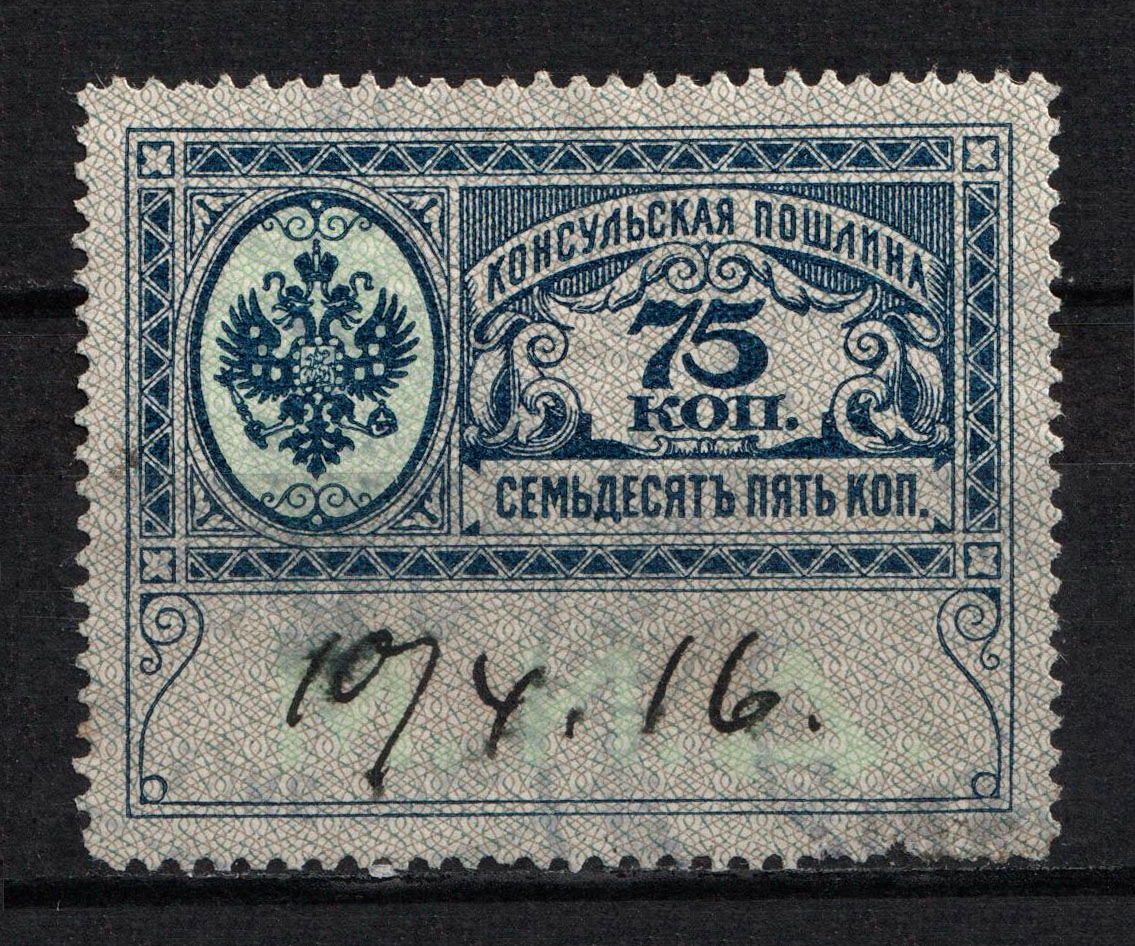 КОНСУЛЬСКАЯ ПОШЛИНА
75
КОП.
СЕМЬДЕСЯТЪ ПЯТЬ КОП.
10/4.16.